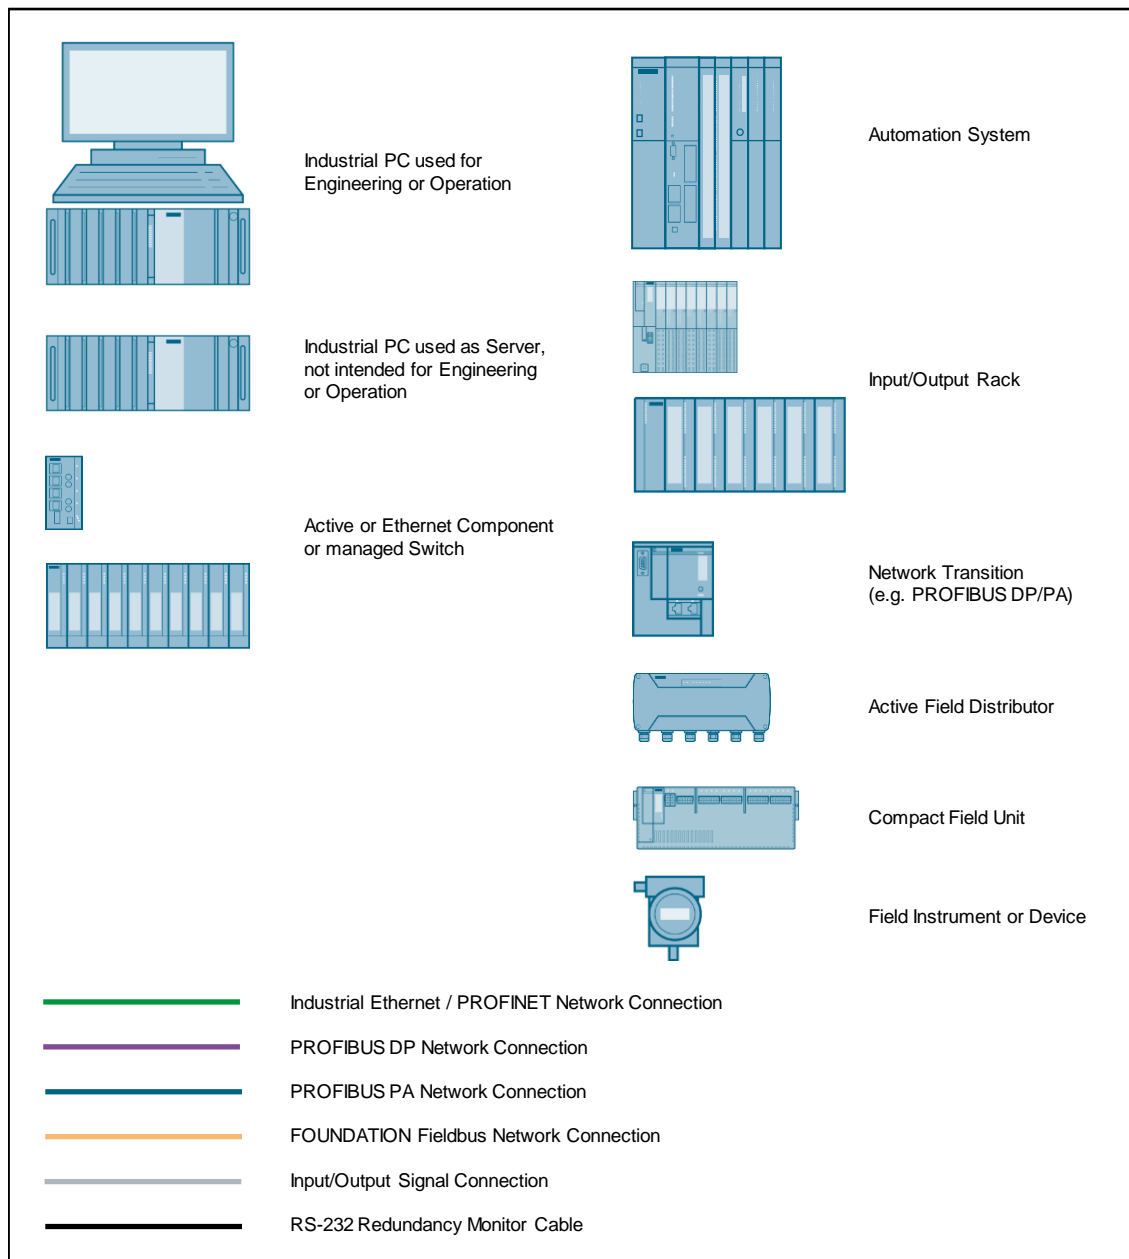 Industrial PC used for
Engineering or Operation
Industrial PC used as Server,
not intended for Engineering
or Operation
Active or Ethernet Component
or managed Switch
Automation System
Input/Output Rack
Network Transition
(e.g. PROFIBUS DP/PA)
Active Field Distributor
Compact Field Unit
Field Instrument or Device
Industrial Ethernet / PROFINET Network Connection
PROFIBUS DP Network Connection
PROFIBUS PA Network Connection
FOUNDATION Fieldbus Network Connection
Input/Output Signal Connection
RS-232 Redundancy Monitor Cable